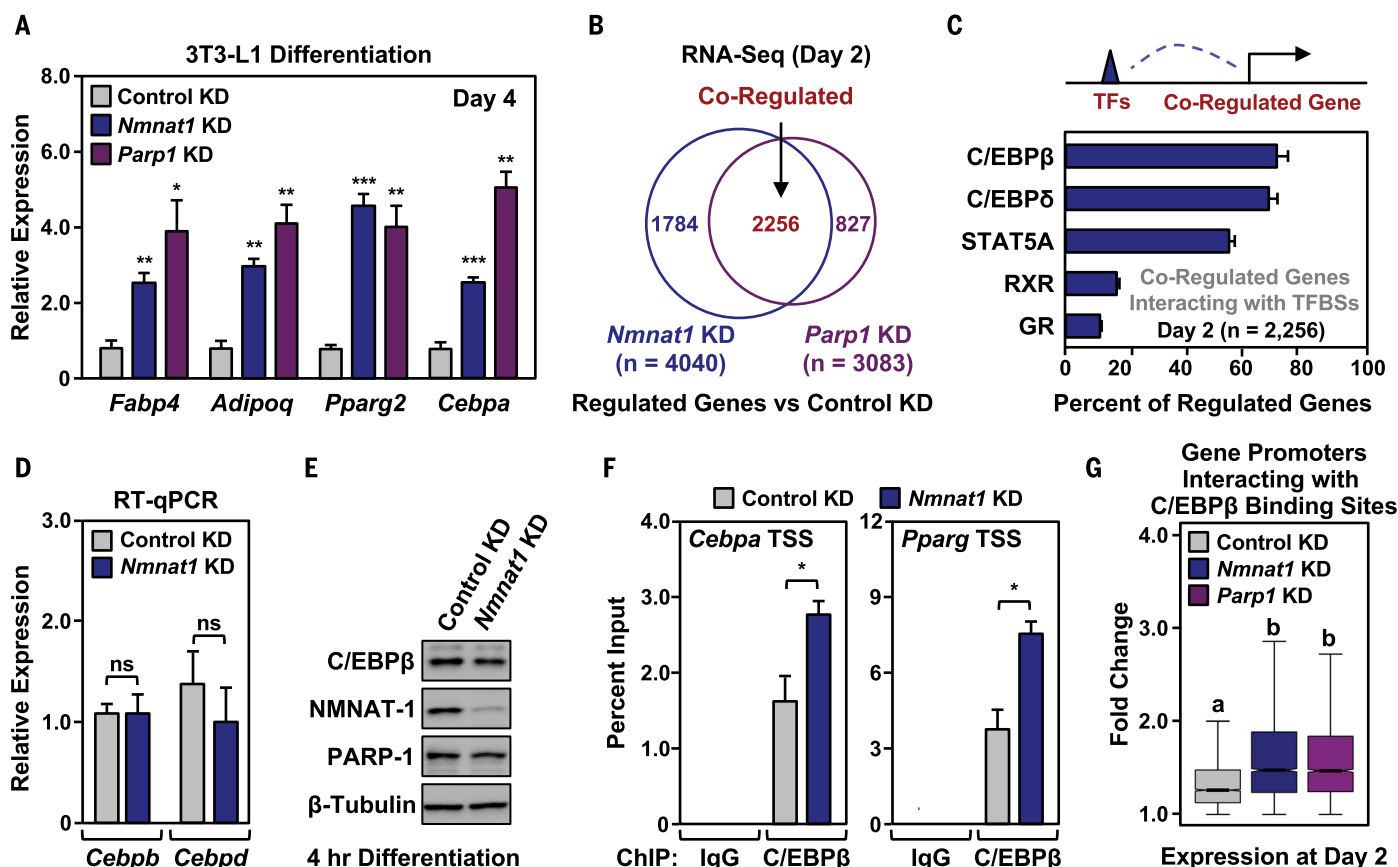 A
3T3-L1 Differentiation
8.0
6.0
4.0
2.0
0
Relative Expression
Control KD
Nmnat1 KD
Parp1 KD
Day 4
**
*
**
**
***
**
***
**
Fabp4
Adipoq
Pparg2
Cebpa
B
RNA-Seq (Day 2)
Co-Regulated
1784
2256
827
Nmnat1 KD
(n = 4040)
Parp1 KD
(n = 3083)
Regulated Genes vs Control KD
C
TFs
Co-Regulated Gene
C/EBPβ
C/EBPδ
STAT5A
RXR
GR
Co-Regulated Genes
Interacting with TFBSs
Day 2 (n = 2,256)
0
20
40
60
80
100
Percent of Regulated Genes
D
RT-qPCR
3.0
2.0
1.0
0
Relative Expression
Control KD
Nmnat1 KD
ns
ns
Cebpb
Cebpd
E
Control KD
Nmnat1 KD
C/EBPβ
NMNAT-1
PARP-1
β-Tubulin
4 hr Differentiation
F
Control KD
Nmnat1 KD
Percent Input
4.0
3.0
2.0
1.0
0
Cebpa TSS
*
12
9
6
3
0
Pparg TSS
*
ChIP:
IgG
C/EBPβ
IgG
C/EBPβ
G
Gene Promoters
Interacting with
C/EBPβ Binding Sites
4.0
3.0
2.0
1.0
Fold Change
Control KD
Nmnat1 KD
Parp1 KD
a
b
b
Expression at Day 2